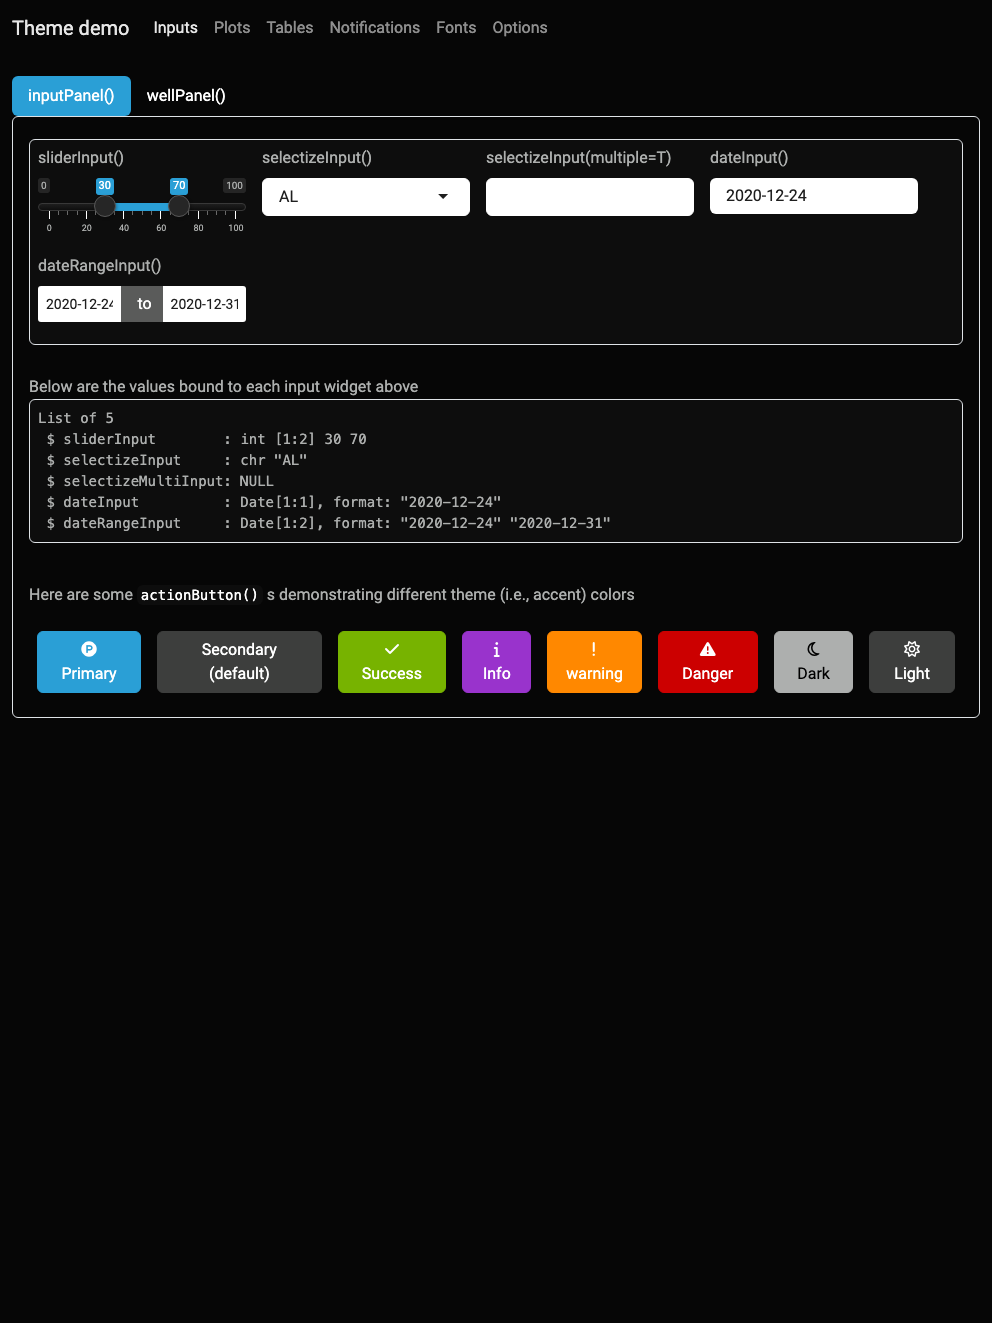 Theme demo Inputs Plots Tables Notifications Fonts Options
inputPanel() wellPanel()
sliderInput() selectizeInput() selectizeInput(multiple=T) dateInput()
0 30 70 100 AL 2020-12-24
0 20 40 60 80 100
dateRangeInput()
2020-12-24 to 2020-12-31
Below are the values bound to each input widget above
List of 5
$ sliderInput : int [1:2] 30 70
$ selectizeInput : chr "AL"
$ selectizeMultiInput: NULL
$ dateInput : Date[1:1], format: "2020-12-24"
$ dateRangeInput : Date[1:2], format: "2020-12-24" "2020-12-31"
Here are some actionButton() s demonstrating different theme (i.e., accent) colors
Primary Secondary (default) Success Info warning Danger Dark Light